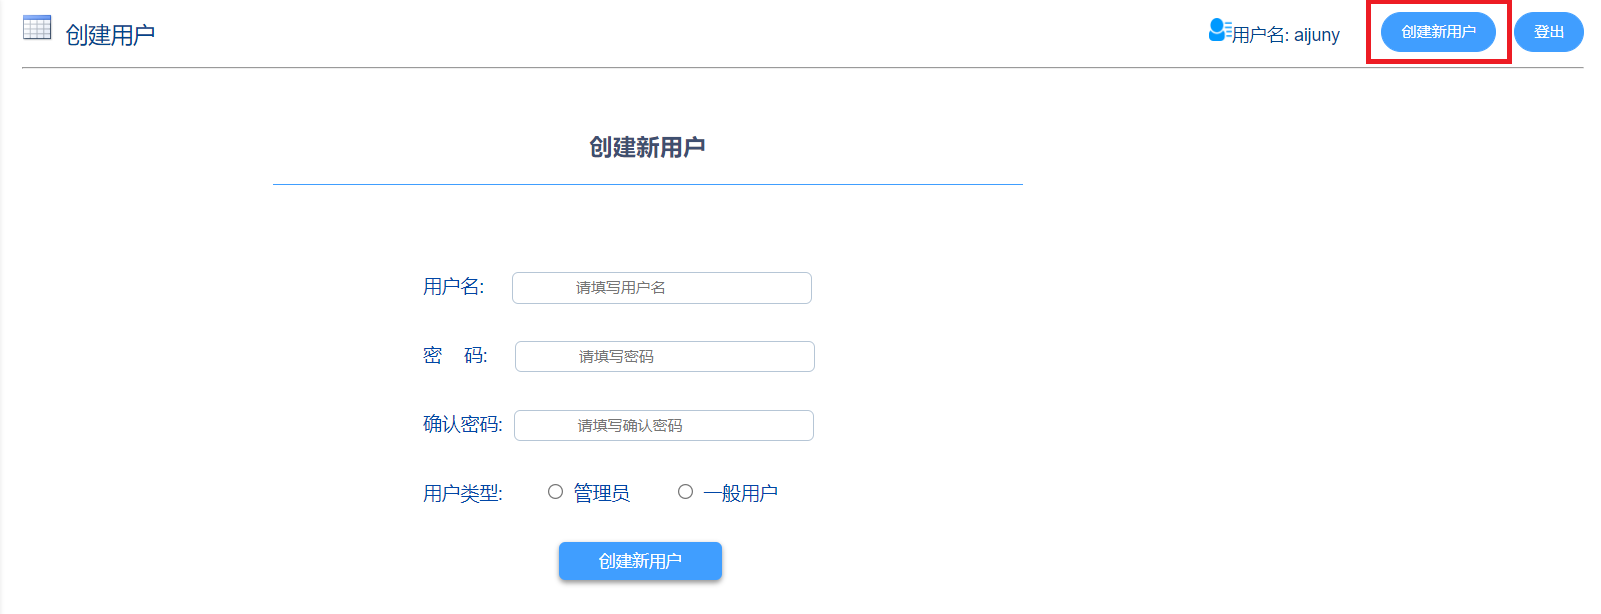 创建用户
用户名: aijuny
创建新用户
登出
创建新用户
用户名:
请填写用户名
密 码:
请填写密码
确认密码:
请填写确认密码
用户类型:
管理员
一般用户
创建新用户